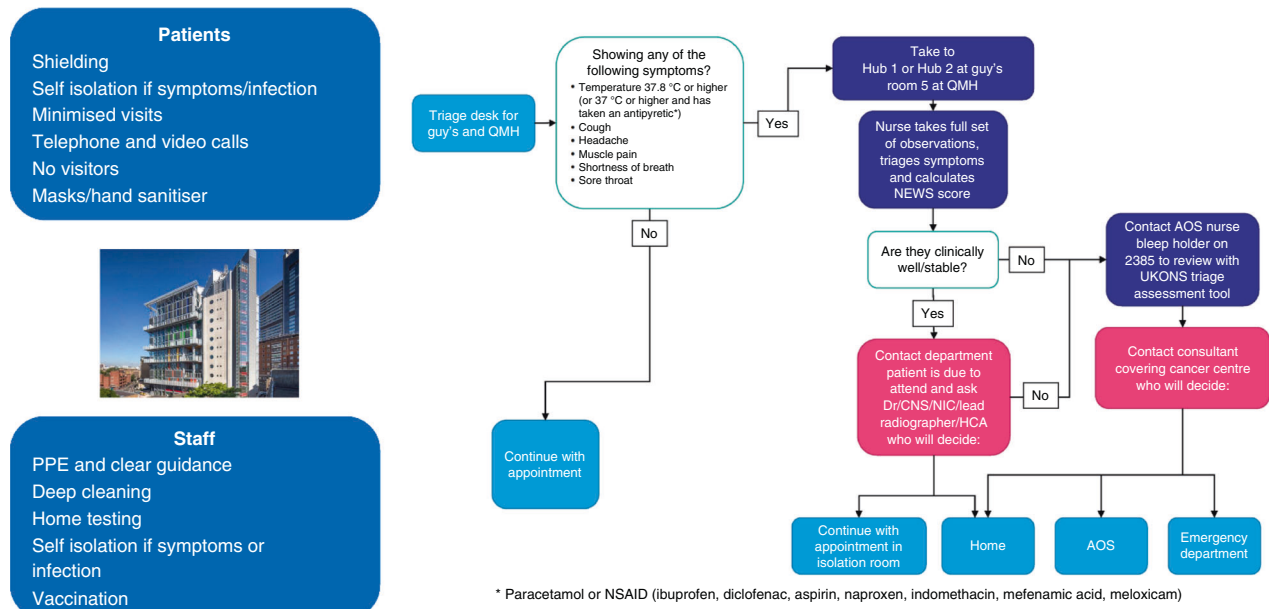 Patients
Shielding
Self isolation if symptoms/infection
Minimised visits
Telephone and video calls
No visitors
Masks/hand sanitiser
Staff
PPE and clear guidance
Deep cleaning
Home testing
Self isolation if symptoms or
infection
Vaccination
Triage desk for
guy's and QMH
Showing any of the
following symptoms?
• Temperature 37.8 °C or higher
(or 37 °C or higher and has
taken an antipyretic*)
• Cough
• Headache
• Muscle pain
• Shortness of breath
• Sore throat
Yes
No
Continue with
appointment
Take to
Hub 1 or Hub 2 at guy's
room 5 at QMH
Nurse takes full set
of observations,
triages symptoms
and calculates
NEWS score
Are they clinically
well/stable?
No
Yes
Contact AOS nurse
bleep holder on
2385 to review with
UKONS triage
assessment tool
Contact department
patient is due to
attend and ask
Dr/CNS/NIC/lead
radiographer/HCA
who will decide:
No
Contact consultant
covering cancer centre
who will decide:
Continue with
appointment in
isolation room
Home
AOS
Emergency
department
* Paracetamol or NSAID (ibuprofen, diclofenac, aspirin, naproxen, indomethacin, mefenamic acid, meloxicam)